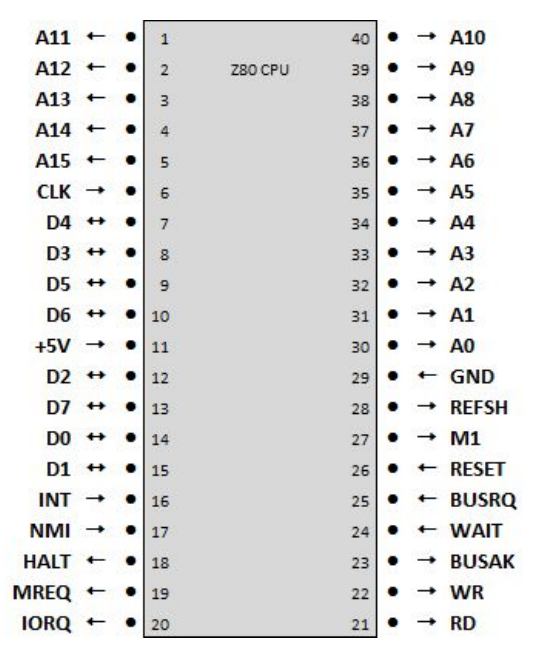 A11 ← • 1 40 • → A10
A12 ← • 2 Z80 CPU 39 • → A9
A13 ← • 3 38 • → A8
A14 ← • 4 37 • → A7
A15 ← • 5 36 • → A6
CLK → • 6 35 • → A5
D4 ↔ • 7 34 • → A4
D3 ↔ • 8 33 • → A3
D5 ↔ • 9 32 • → A2
D6 ↔ • 10 31 • → A1
+5V → • 11 30 • → A0
D2 ↔ • 12 29 • ← GND
D7 ↔ • 13 28 • → REFSH
D0 ↔ • 14 27 • → M1
D1 ↔ • 15 26 • ← RESET
INT → • 16 25 • ← BUSRQ
NMI → • 17 24 • ← WAIT
HALT ← • 18 23 • → BUSAK
MREQ ← • 19 22 • → WR
IORQ ← • 20 21 • → RD